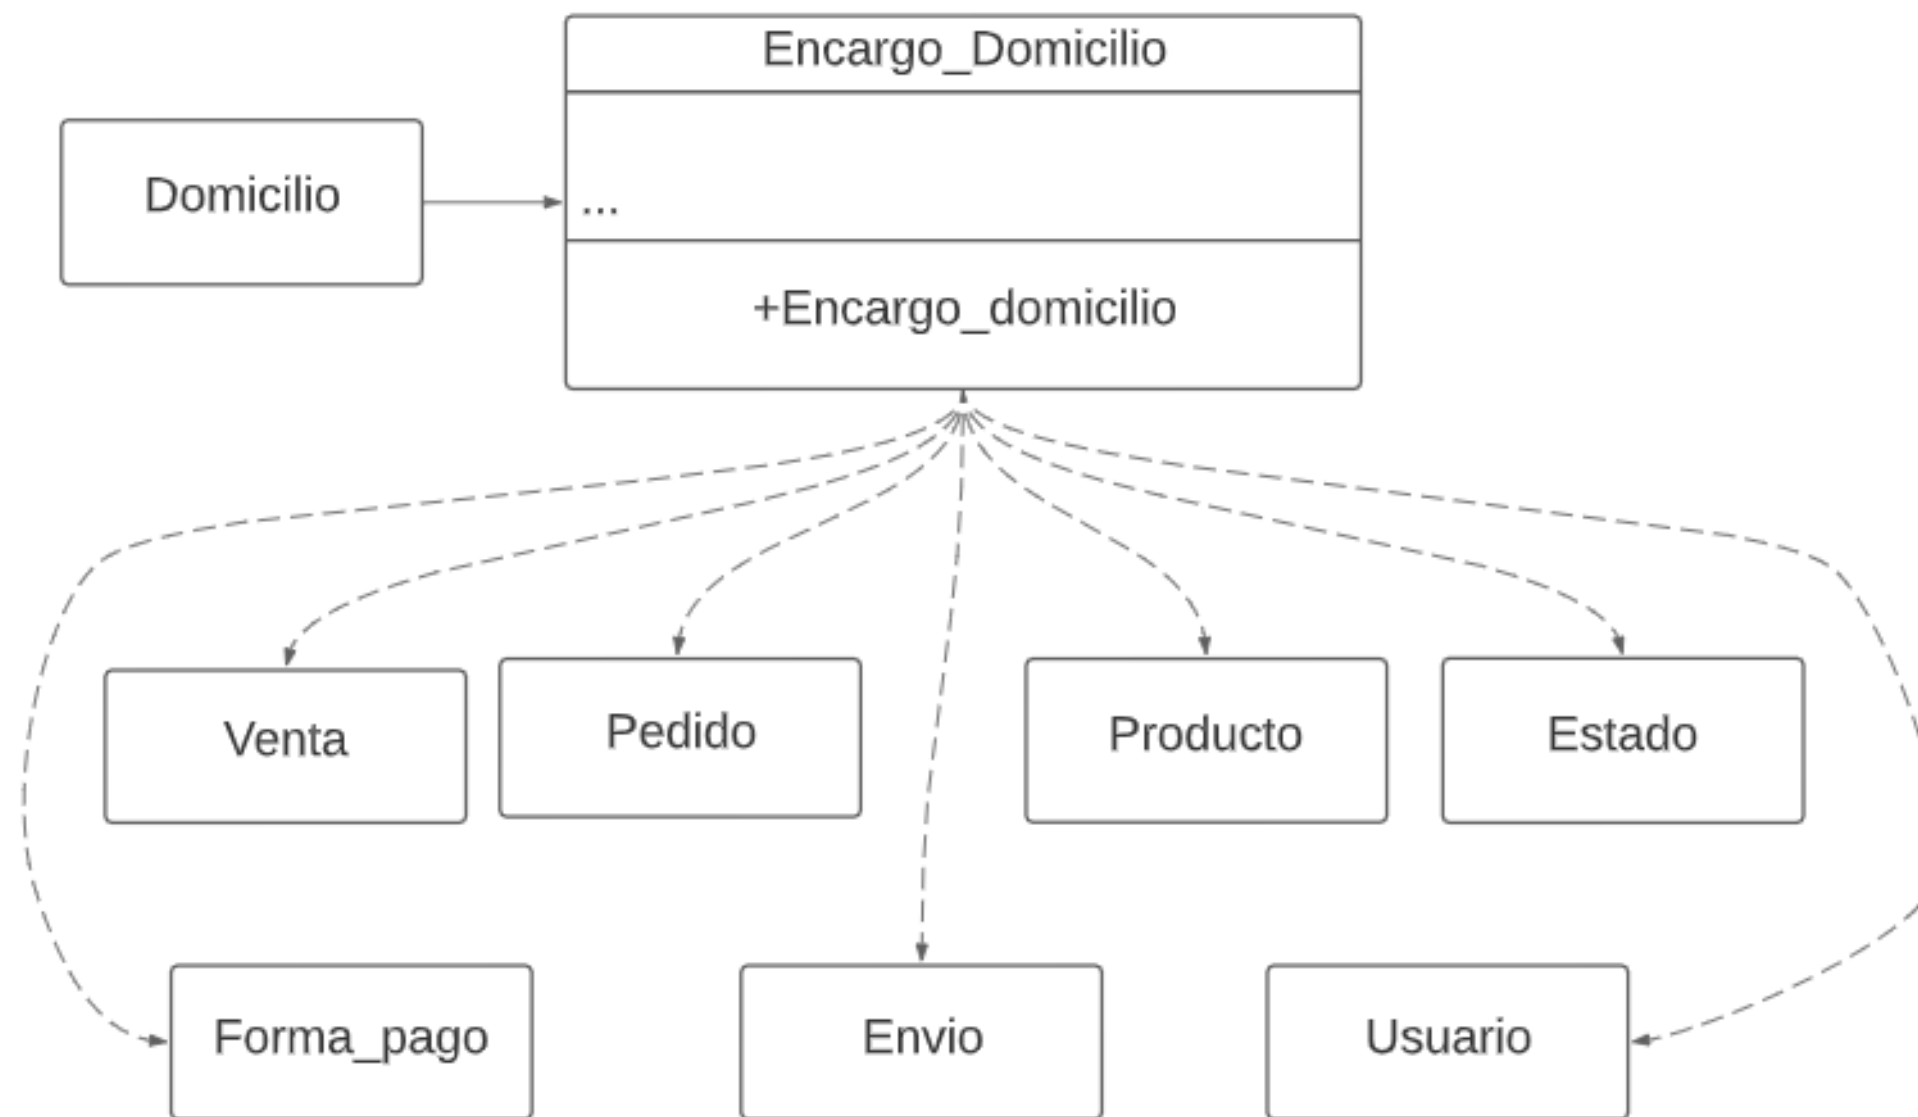 Encargo_Domicilio
Domicilio
...
+Encargo_domicilio
Venta
Pedido
Producto
Estado
Forma_pago
Envio
Usuario